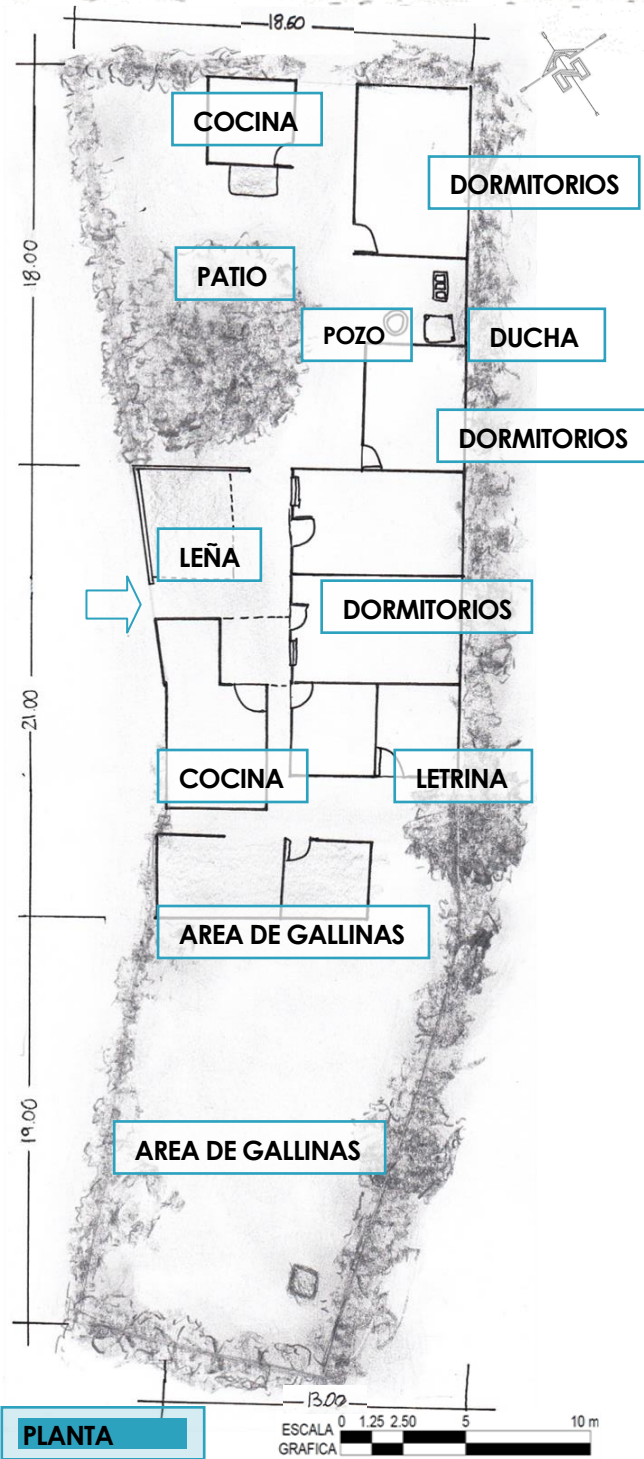 18.60
COCINA
DORMITORIOS
18.00
PATIO
POZO
DUCHA
DORMITORIOS
LEÑA
DORMITORIOS
21.00
COCINA
LETRINA
AREA DE GALLINAS
19.00
AREA DE GALLINAS
13.00
PLANTA
ESCALA GRAFICA
0 1.25 2.50 5 10 m